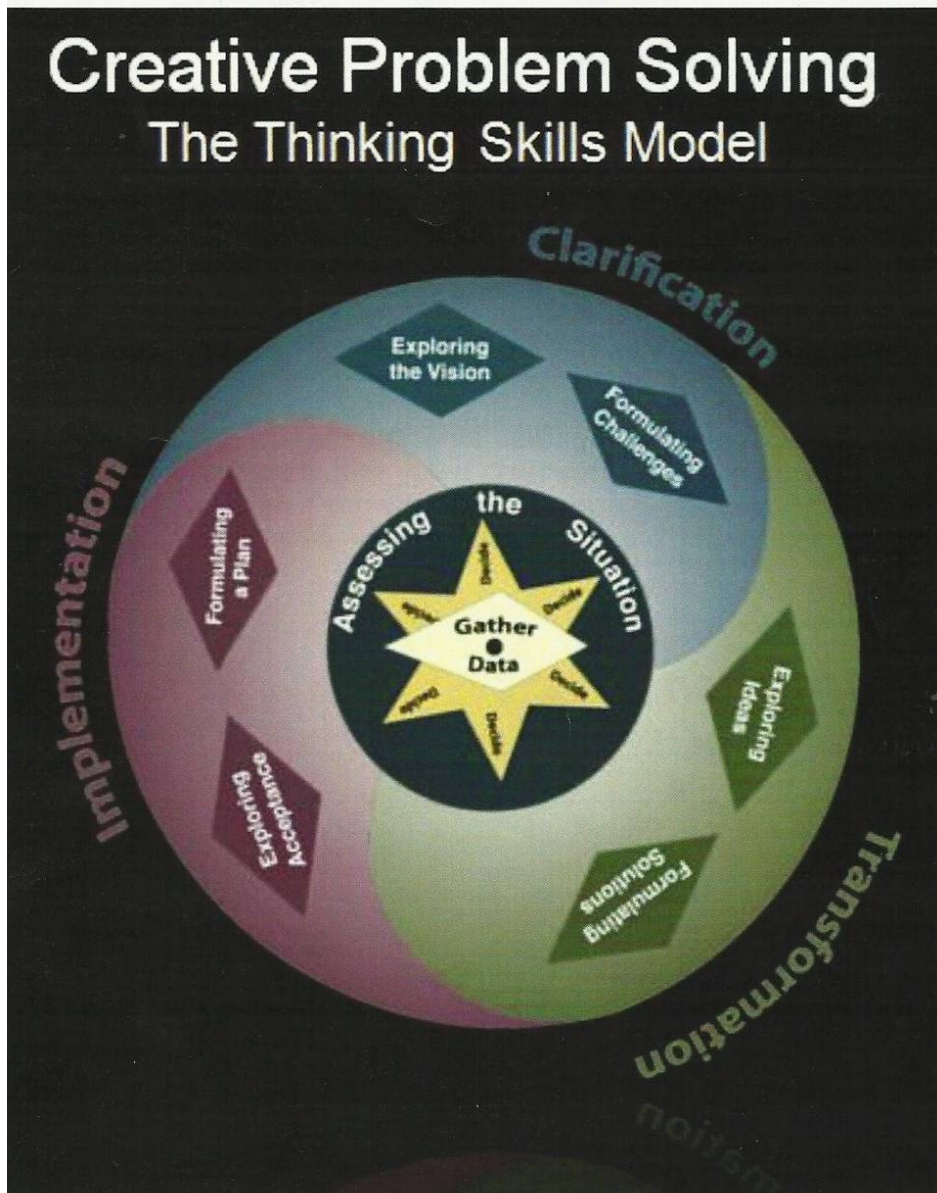 Creative Problem Solving
The Thinking Skills Model
Clarification
Exploring
the Vision
Formulating
Challenges
Implementation
Formulating
a Plan
Assessing the Situation
Decide
Decide
Decide
Gather
Data
Decide
Decide
Decide
Exploring
Ideas
Exploring
Acceptance
Formulating
Solutions
Transformation
mation